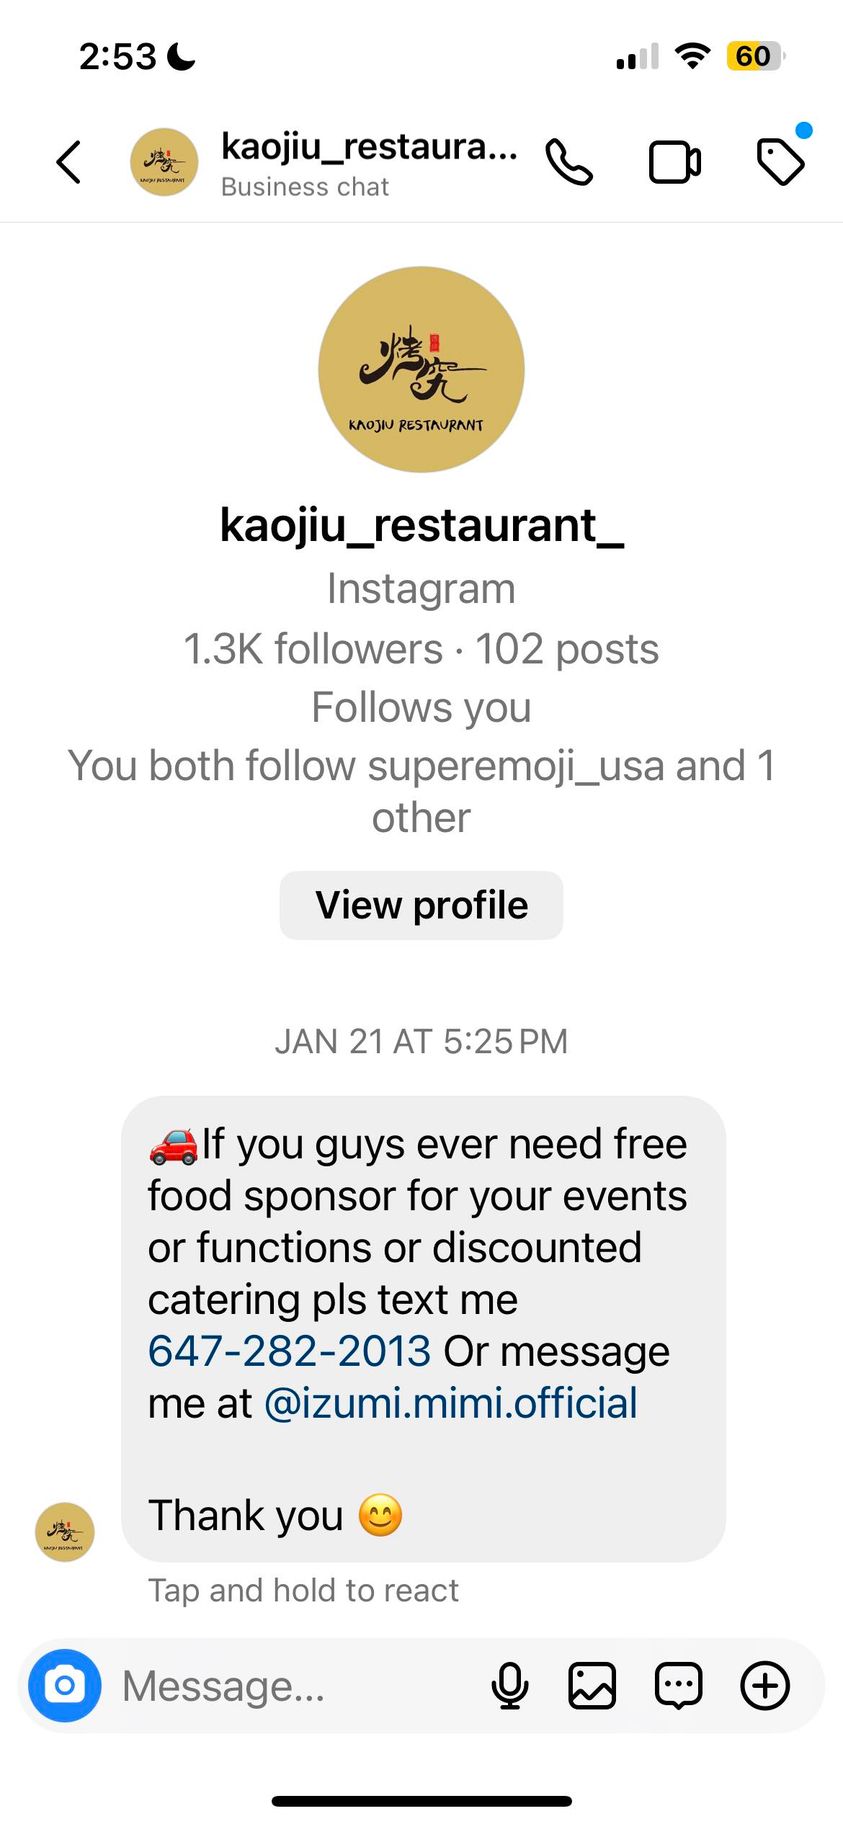 2:53
60
kaojiu_restaura...
Business chat
烤究
KAOJIU RESTAURANT
kaojiu_restaurant_
Instagram
1.3K followers · 102 posts
Follows you
You both follow superemoji_usa and 1
other
View profile
JAN 21 AT 5:25 PM
🚗If you guys ever need free
food sponsor for your events
or functions or discounted
catering pls text me
647-282-2013 Or message
me at @izumi.mimi.official
Thank you 😊
Tap and hold to react
Message...